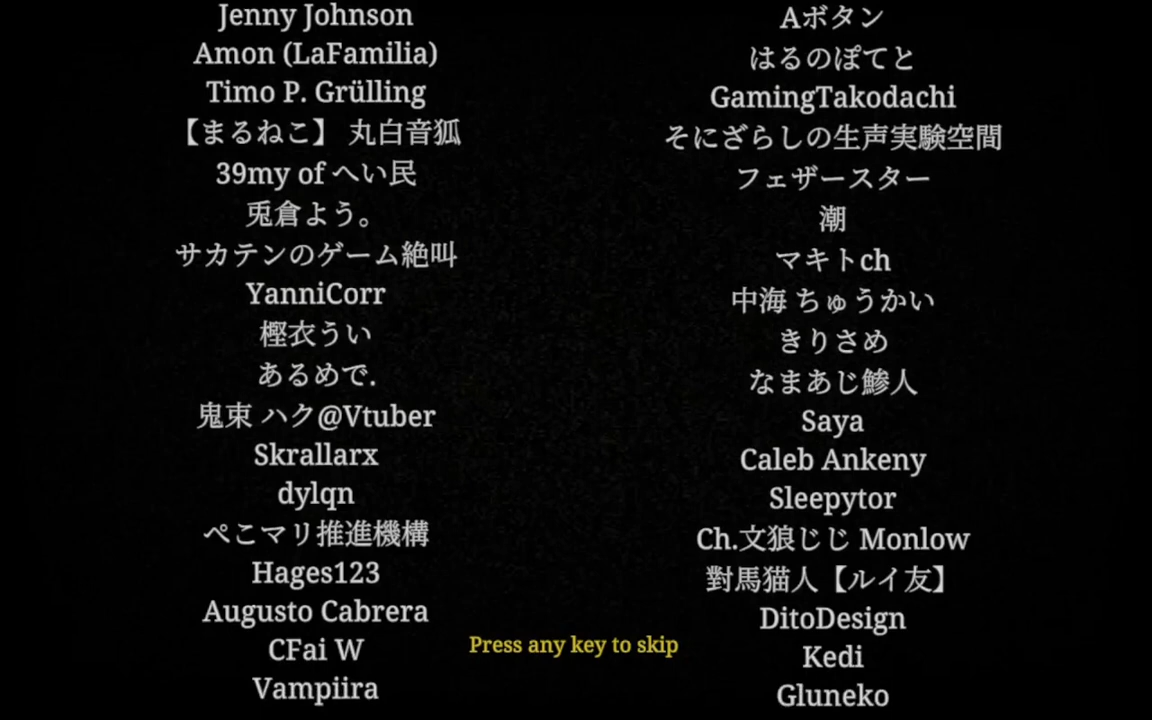 Jenny Johnson
Amon (LaFamilia)
Timo P. Grülling
【まるねこ】 丸白音狐
39my of へい民
兎倉よう。
サカテンのゲーム絶叫
YanniCorr
樫衣うい
あるめで.
鬼束 ハク@Vtuber
Skrallarx
dylqn
ぺこマリ推進機構
Hages123
Augusto Cabrera
CFai W
Vampiira
Aボタン
はるのぽてと
GamingTakodachi
そにざらしの生声実験空間
フェザースター
潮
マキトch
中海 ちゅうかい
きりさめ
なまあじ鯵人
Saya
Caleb Ankeny
Sleepytor
Ch.文狼じじ Monlow
對馬猫人【ルイ友】
DitoDesign
Kedi
Gluneko
Press any key to skip